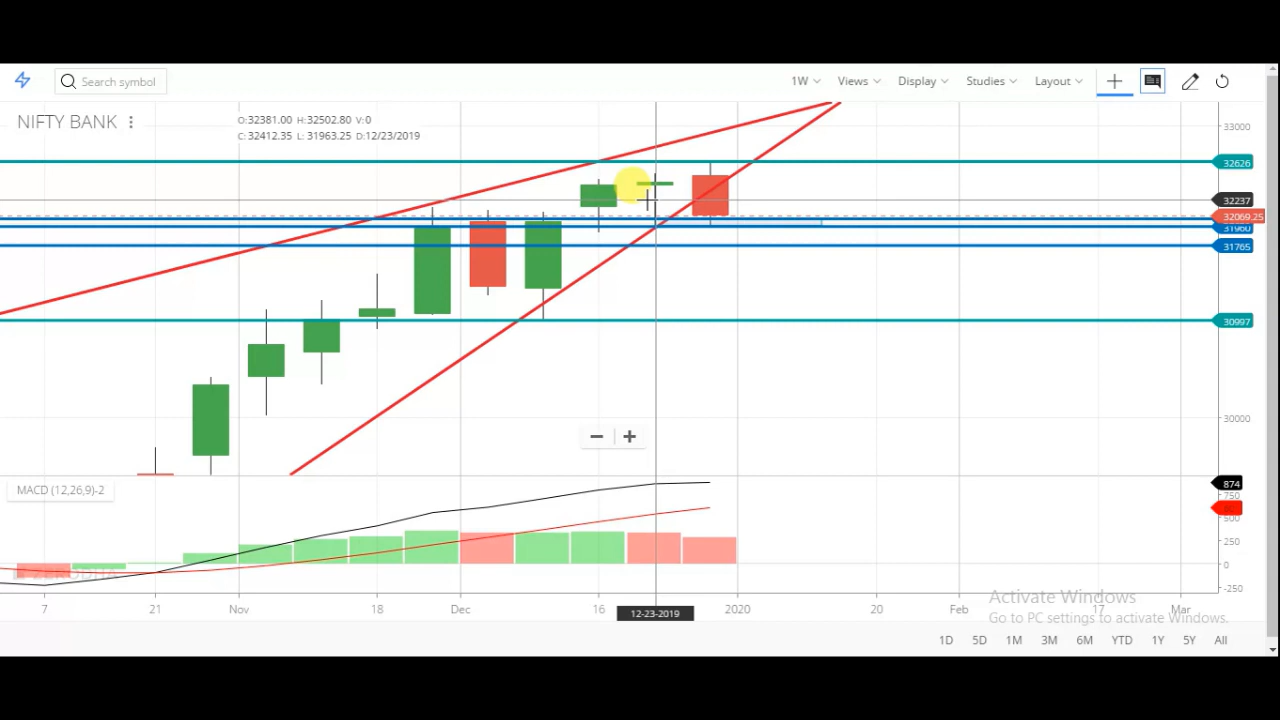 Search symbol
1W Views Display Studies Layout
NIFTY BANK
O:32381.00 H:32502.80 V:0
C:32412.35 L: 31963.25 D:12/23/2019
33000
32626
32237
32069.25
31960
31765
30997
30000
MACD (12,26,9)-2
874
750
500
250
0
-250
ZERODHA
7 21 Nov 18 Dec 16 12-23-2019 2020 20 Feb 17 Mar
Activate Windows
Go to PC settings to activate Windows.
1D 5D 1M 3M 6M YTD 1Y 5Y All